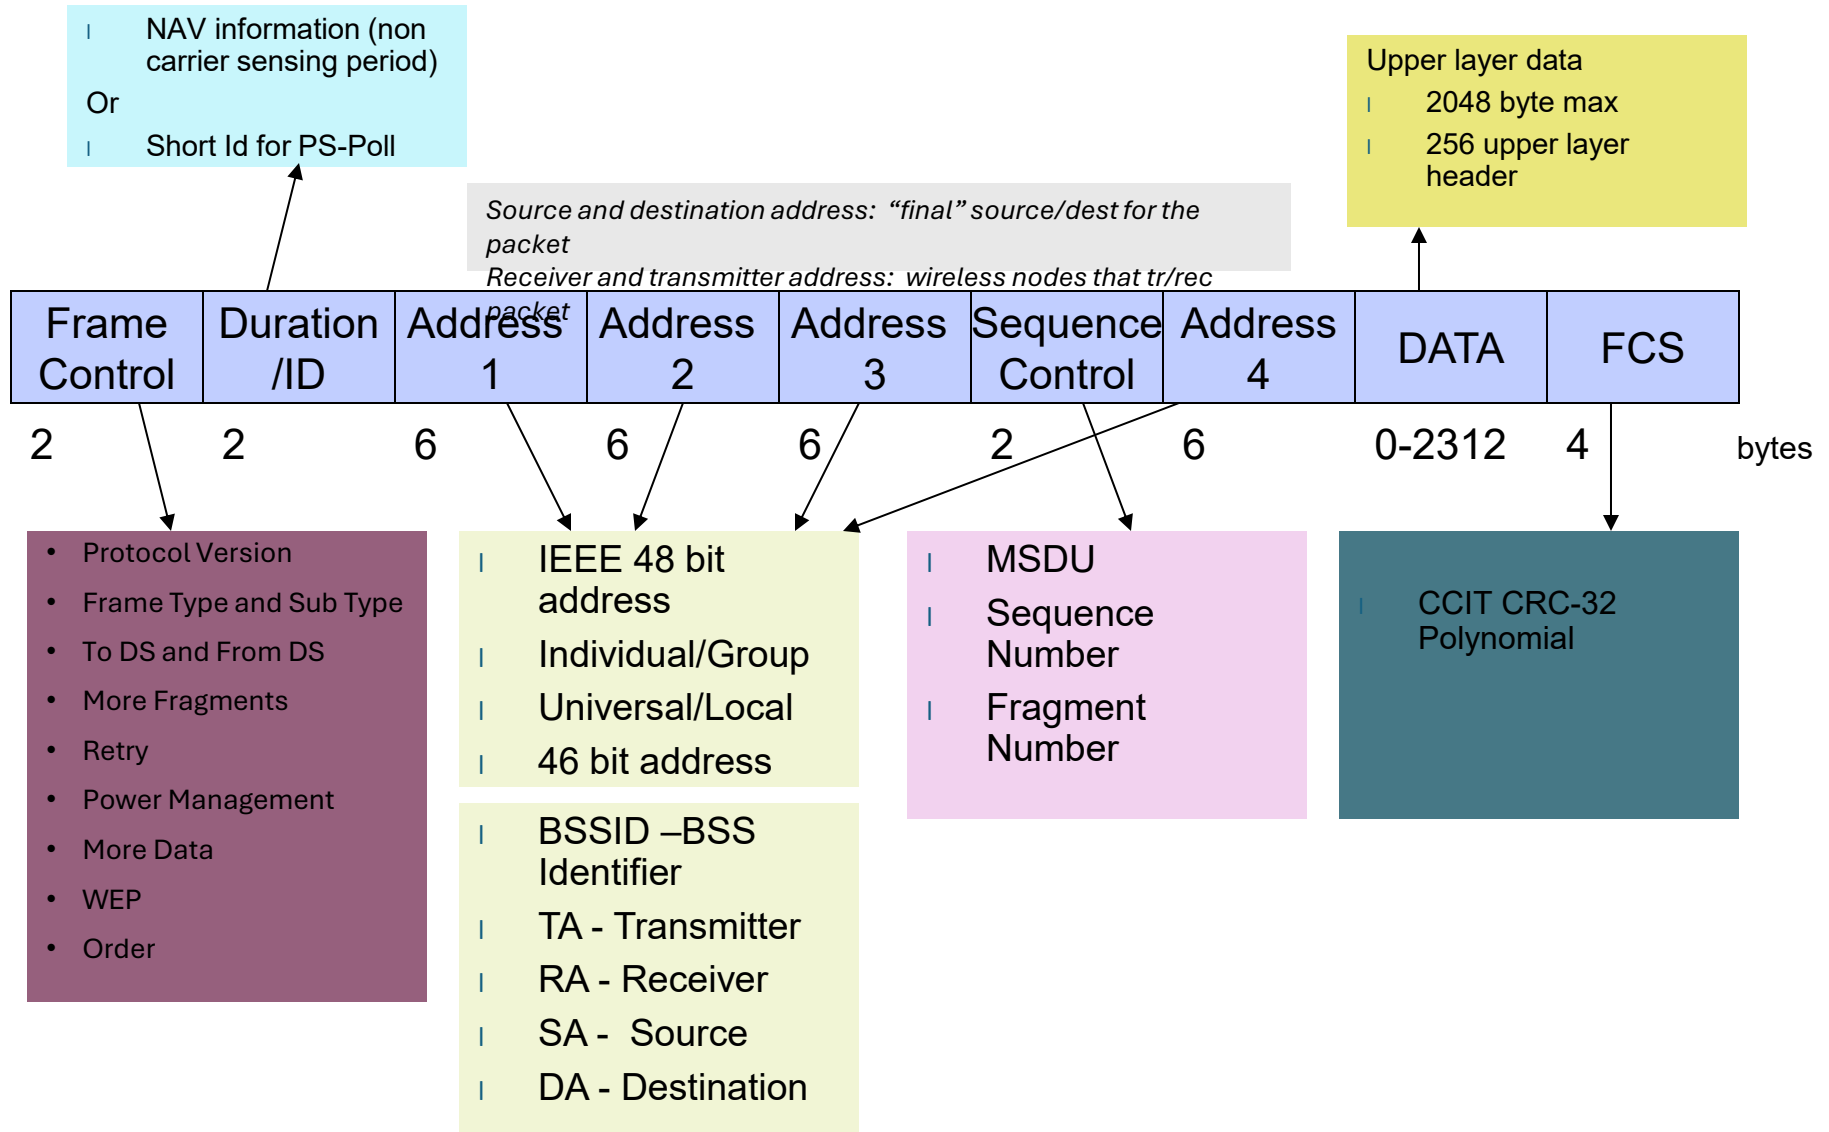 NAV information (non
carrier sensing period)
Or
Short Id for PS-Poll
Upper layer data
2048 byte max
256 upper layer
header
Source and destination address:  “final” source/dest for the
packet
Receiver and transmitter address:  wireless nodes that tr/rec
packet
Frame
Control
Duration
/ID
Address
1
Address
2
Address
3
Sequence
Control
Address
4
DATA
FCS
2
2
6
6
6
2
6
0-2312
4
bytes
• Protocol Version
• Frame Type and Sub Type
• To DS and From DS
• More Fragments
• Retry
• Power Management
• More Data
• WEP
• Order
IEEE 48 bit
address
Individual/Group
Universal/Local
46 bit address
BSSID –BSS
Identifier
TA - Transmitter
RA - Receiver
SA -  Source
DA - Destination
MSDU
Sequence
Number
Fragment
Number
CCIT CRC-32
Polynomial